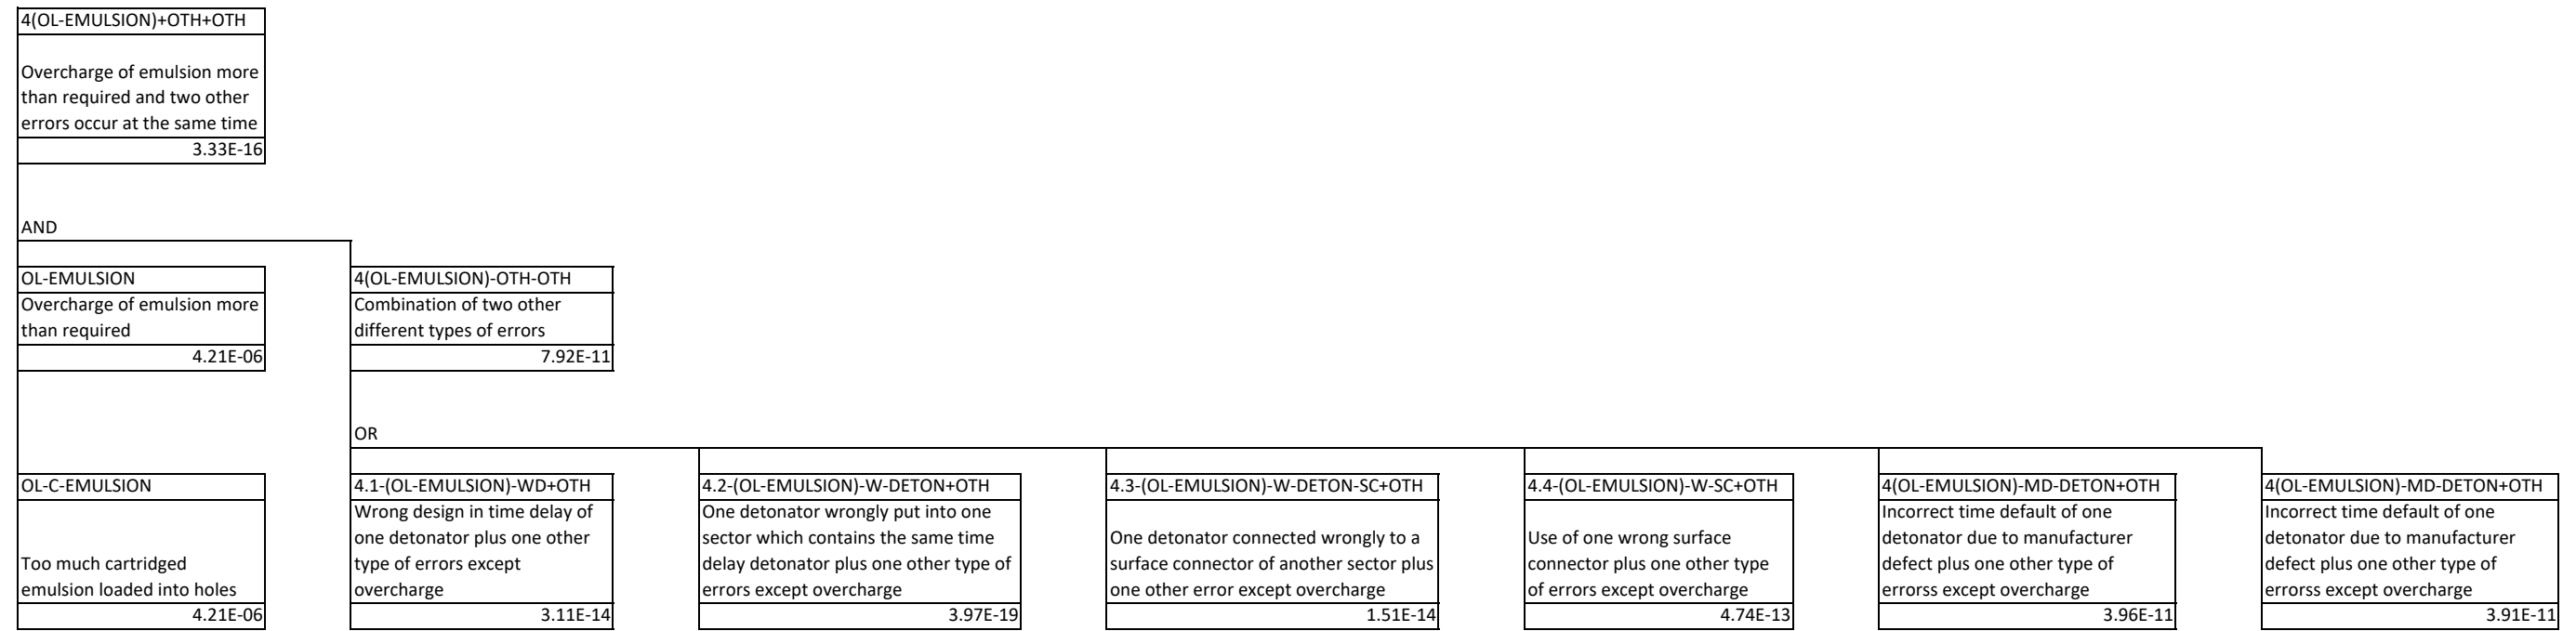 4(OL-EMULSION)+OTH+OTH
Overcharge of emulsion more
than required and two other
errors occur at the same time
3.33E-16
AND
OL-EMULSION
Overcharge of emulsion more
than required
4.21E-06
4(OL-EMULSION)-OTH-OTH
Combination of two other
different types of errors
7.92E-11
OR
OL-C-EMULSION
Too much cartridged
emulsion loaded into holes
4.21E-06
4.1-(OL-EMULSION)-WD+OTH
Wrong design in time delay of
one detonator plus one other
type of errors except
overcharge
3.11E-14
4.2-(OL-EMULSION)-W-DETON+OTH
One detonator wrongly put into one
sector which contains the same time
delay detonator plus one other type of
errors except overcharge
3.97E-19
4.3-(OL-EMULSION)-W-DETON-SC+OTH
One detonator connected wrongly to a
surface connector of another sector plus
one other error except overcharge
1.51E-14
4.4-(OL-EMULSION)-W-SC+OTH
Use of one wrong surface
connector plus one other type
of errors except overcharge
4.74E-13
4(OL-EMULSION)-MD-DETON+OTH
Incorrect time default of one
detonator due to manufacturer
defect plus one other type of
errorss except overcharge
3.96E-11
4(OL-EMULSION)-MD-DETON+OTH
Incorrect time default of one
detonator due to manufacturer
defect plus one other type of
errorss except overcharge
3.91E-11